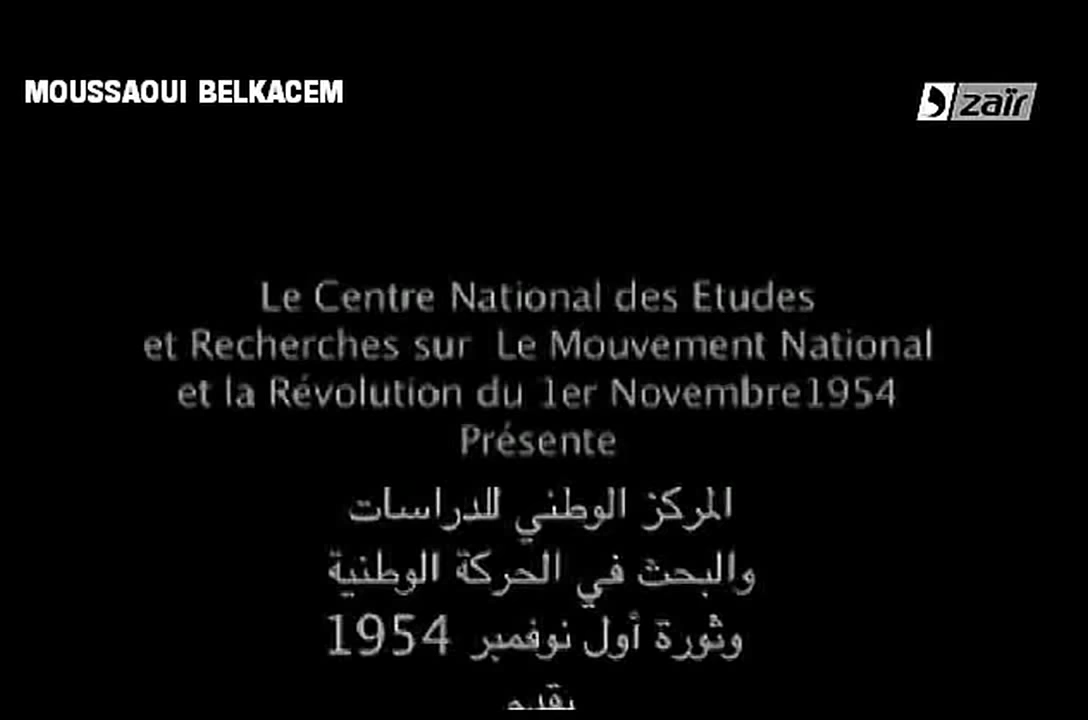 MOUSSAOUI BELKACEM
zaïr
Le Centre National des Etudes
et Recherches sur Le Mouvement National
et la Révolution du 1er Novembre1954
Présente
المركز الوطني للدراسات
والبحث في الحركة الوطنية
وثورة أول نوفمبر 1954
يقدم